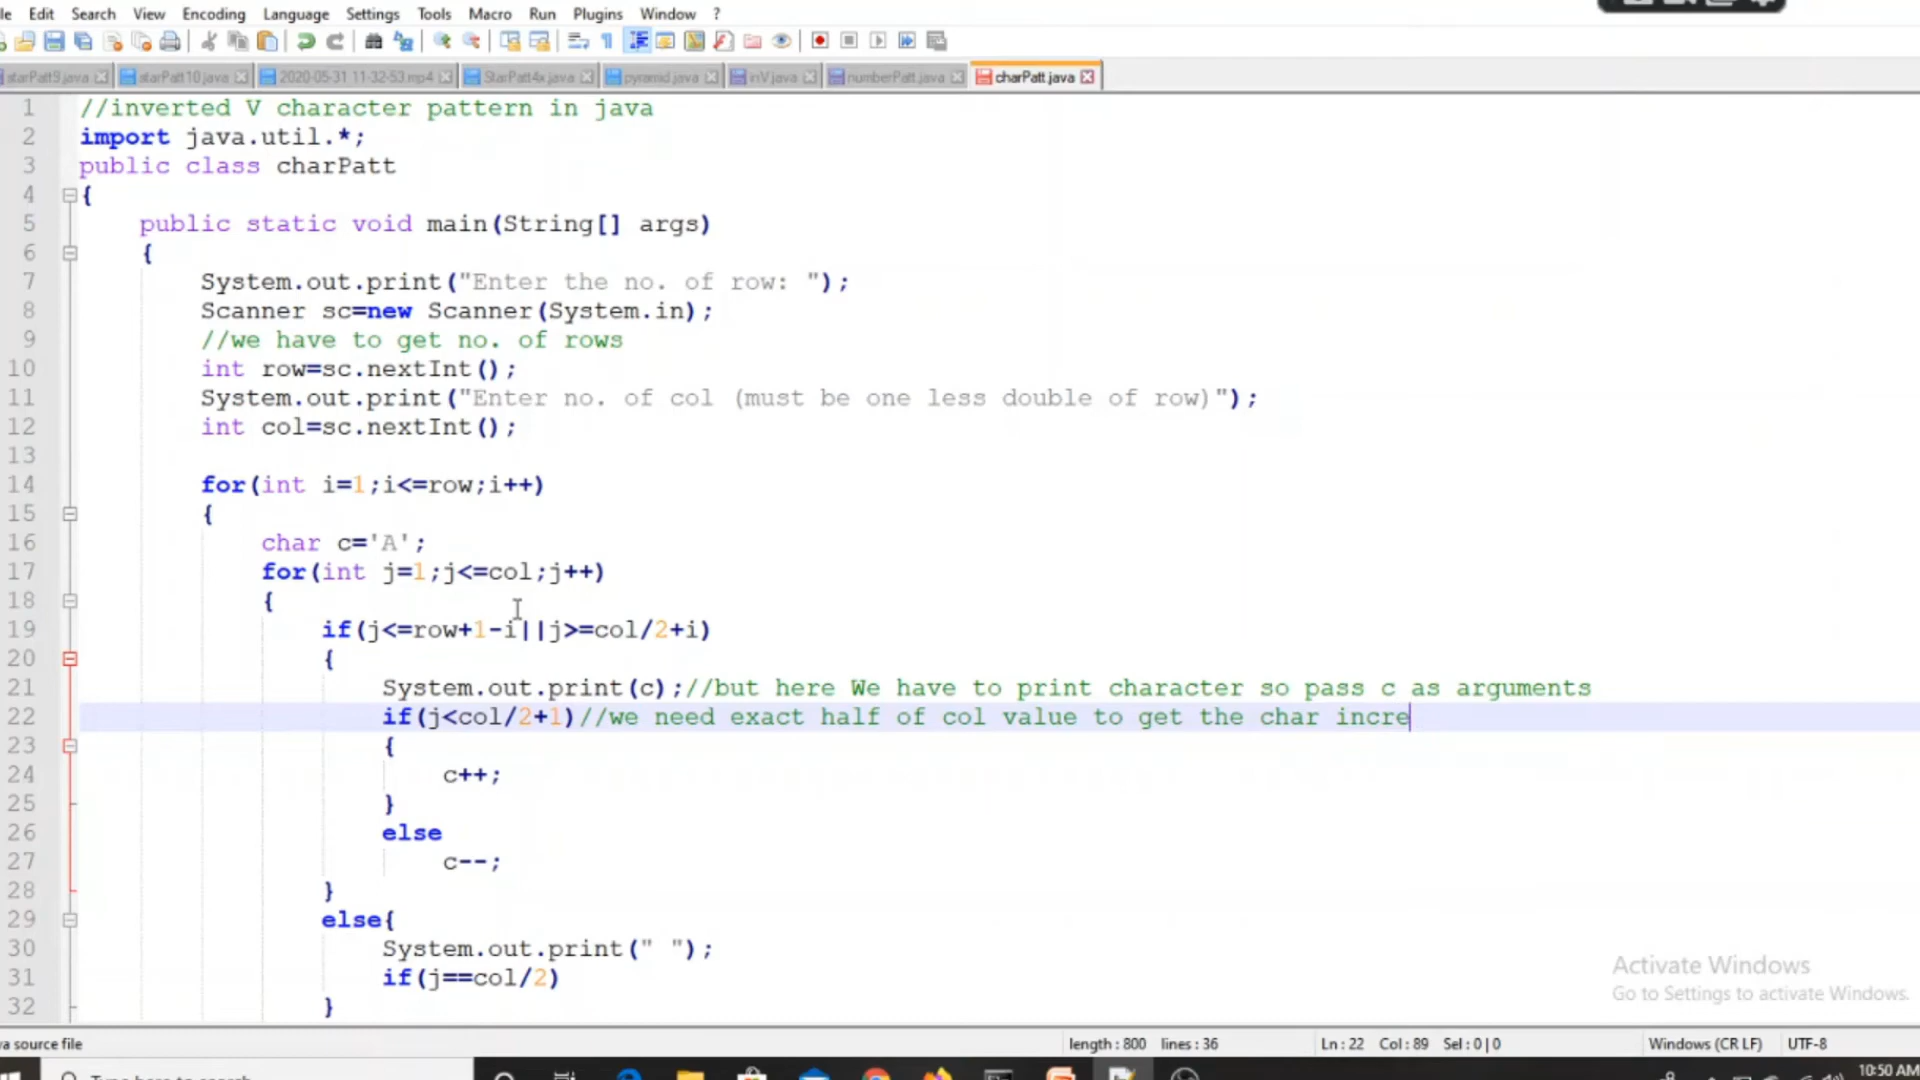 le Edit Search View Encoding Language Settings Tools Macro Run Plugins Window ?
starPatt9.java starPatt10.java 2020-05-31 11-32-53.mp4 StarPatt4x.java pyramid.java inV.java numberPatt.java charPatt.java
1 //inverted V character pattern in java
2 import java.util.*;
3 public class charPatt
4 {
5 public static void main(String[] args)
6 {
7 System.out.print("Enter the no. of row: ");
8 Scanner sc=new Scanner(System.in);
9 //we have to get no. of rows
10 int row=sc.nextInt();
11 System.out.print("Enter no. of col (must be one less double of row)");
12 int col=sc.nextInt();
13
14 for(int i=1;i<=row;i++)
15 {
16 char c='A';
17 for(int j=1;j<=col;j++)
18 {
19 if(j<=row+1-i||j>=col/2+i)
20 {
21 System.out.print(c);//but here We have to print character so pass c as arguments
22 if(j<col/2+1)//we need exact half of col value to get the char incre
23 {
24 c++;
25 }
26 else
27 c--;
28 }
29 else{
30 System.out.print(" ");
31 if(j==col/2)
32 }
Activate Windows
Go to Settings to activate Windows.
va source file length : 800 lines : 36 Ln : 22 Col : 89 Sel : 0 | 0 Windows (CR LF) UTF-8
Type here to search 10:50 AM